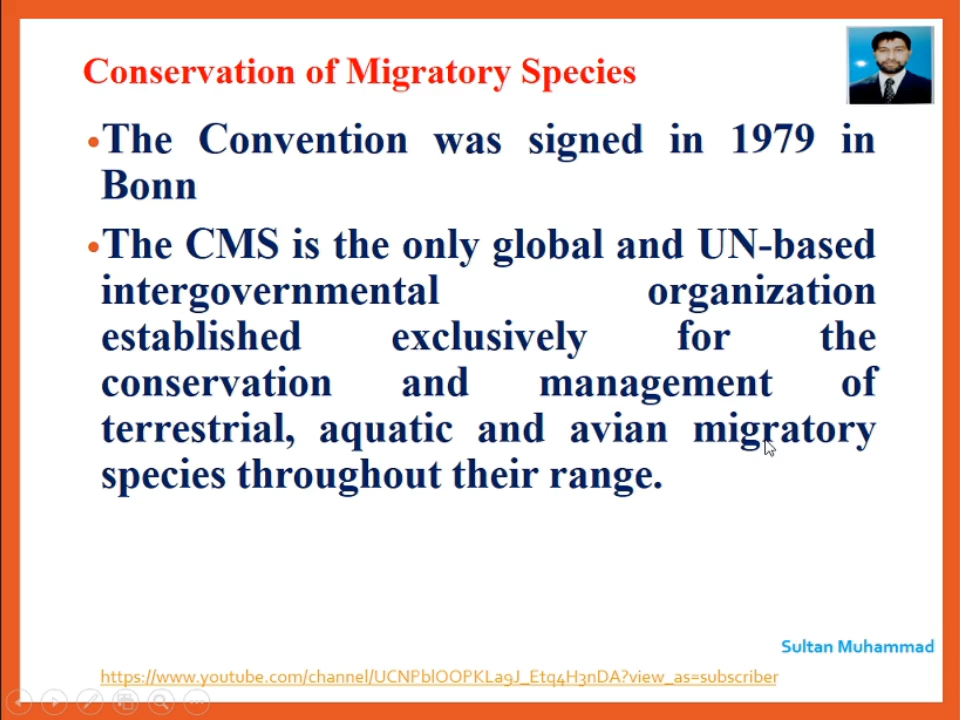 Conservation of Migratory Species
•The Convention was signed in 1979 in
Bonn
•The CMS is the only global and UN-based
intergovernmental organization
established exclusively for the
conservation and management of
terrestrial, aquatic and avian migratory
species throughout their range.
Sultan Muhammad
https://www.youtube.com/channel/UCNPblOOPKLa9J_Etq4H3nDA?view_as=subscriber